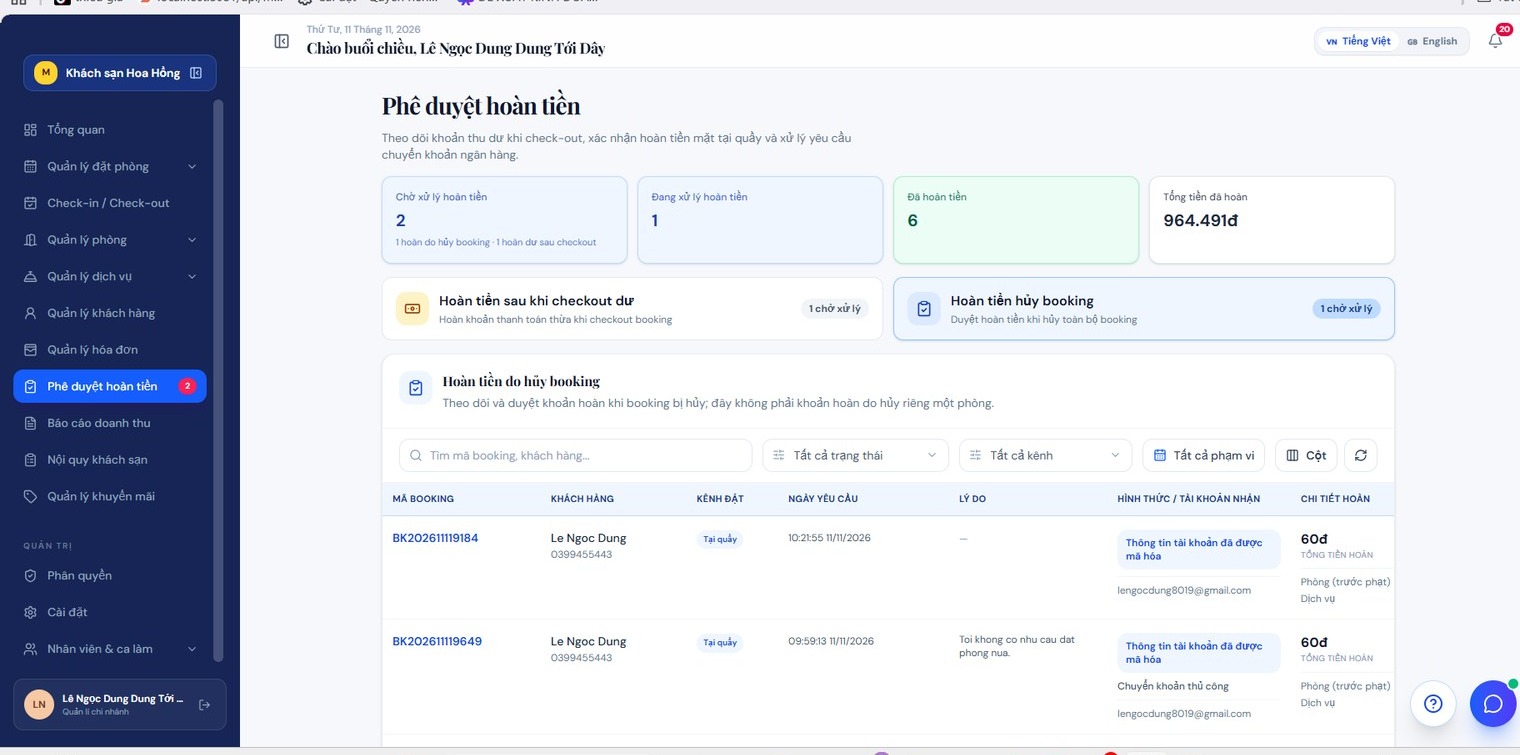 Thứ Tư, 11 Tháng 11, 2026
Chào buổi chiều, Lê Ngọc Dung Dung Tới Đây
VN Tiếng Việt GB English
20
M Khách sạn Hoa Hồng
Tổng quan
Quản lý đặt phòng
Check-in / Check-out
Quản lý phòng
Quản lý dịch vụ
Quản lý khách hàng
Quản lý hóa đơn
Phê duyệt hoàn tiền 2
Báo cáo doanh thu
Nội quy khách sạn
Quản lý khuyến mãi
QUẢN TRỊ
Phân quyền
Cài đặt
Nhân viên & ca làm
LN Lê Ngọc Dung Dung Tới ...
Quản lí chi nhánh
Phê duyệt hoàn tiền
Theo dõi khoản thu dư khi check-out, xác nhận hoàn tiền mặt tại quầy và xử lý yêu cầu
chuyển khoản ngân hàng.
Chờ xử lý hoàn tiền
2
1 hoàn do hủy booking · 1 hoàn dư sau checkout
Đang xử lý hoàn tiền
1
Đã hoàn tiền
6
Tổng tiền đã hoàn
964.491đ
Hoàn tiền sau khi checkout dư
Hoàn khoản thanh toán thừa khi checkout booking
1 chờ xử lý
Hoàn tiền hủy booking
Duyệt hoàn tiền khi hủy toàn bộ booking
1 chờ xử lý
Hoàn tiền do hủy booking
Theo dõi và duyệt khoản hoàn khi booking bị hủy; đây không phải khoản hoàn do hủy riêng một phòng.
Tìm mã booking, khách hàng...
Tất cả trạng thái
Tất cả kênh
Tất cả phạm vi
Cột
MÃ BOOKING KHÁCH HÀNG KÊNH ĐẶT NGÀY YÊU CẦU LÝ DO HÌNH THỨC / TÀI KHOẢN NHẬN CHI TIẾT HOÀN
BK202611119184
Le Ngoc Dung
0399455443
Tại quầy
10:21:55 11/11/2026
—
Thông tin tài khoản đã được
mã hóa
lengocdung8019@gmail.com
60đ
TỔNG TIỀN HOÀN
Phòng (trước phạt)
Dịch vụ
BK202611119649
Le Ngoc Dung
0399455443
Tại quầy
09:59:13 11/11/2026
Toi khong co nhu cau dat
phong nua.
Thông tin tài khoản đã được
mã hóa
Chuyển khoản thủ công
lengocdung8019@gmail.com
60đ
TỔNG TIỀN HOÀN
Phòng (trước phạt)
Dịch vụ